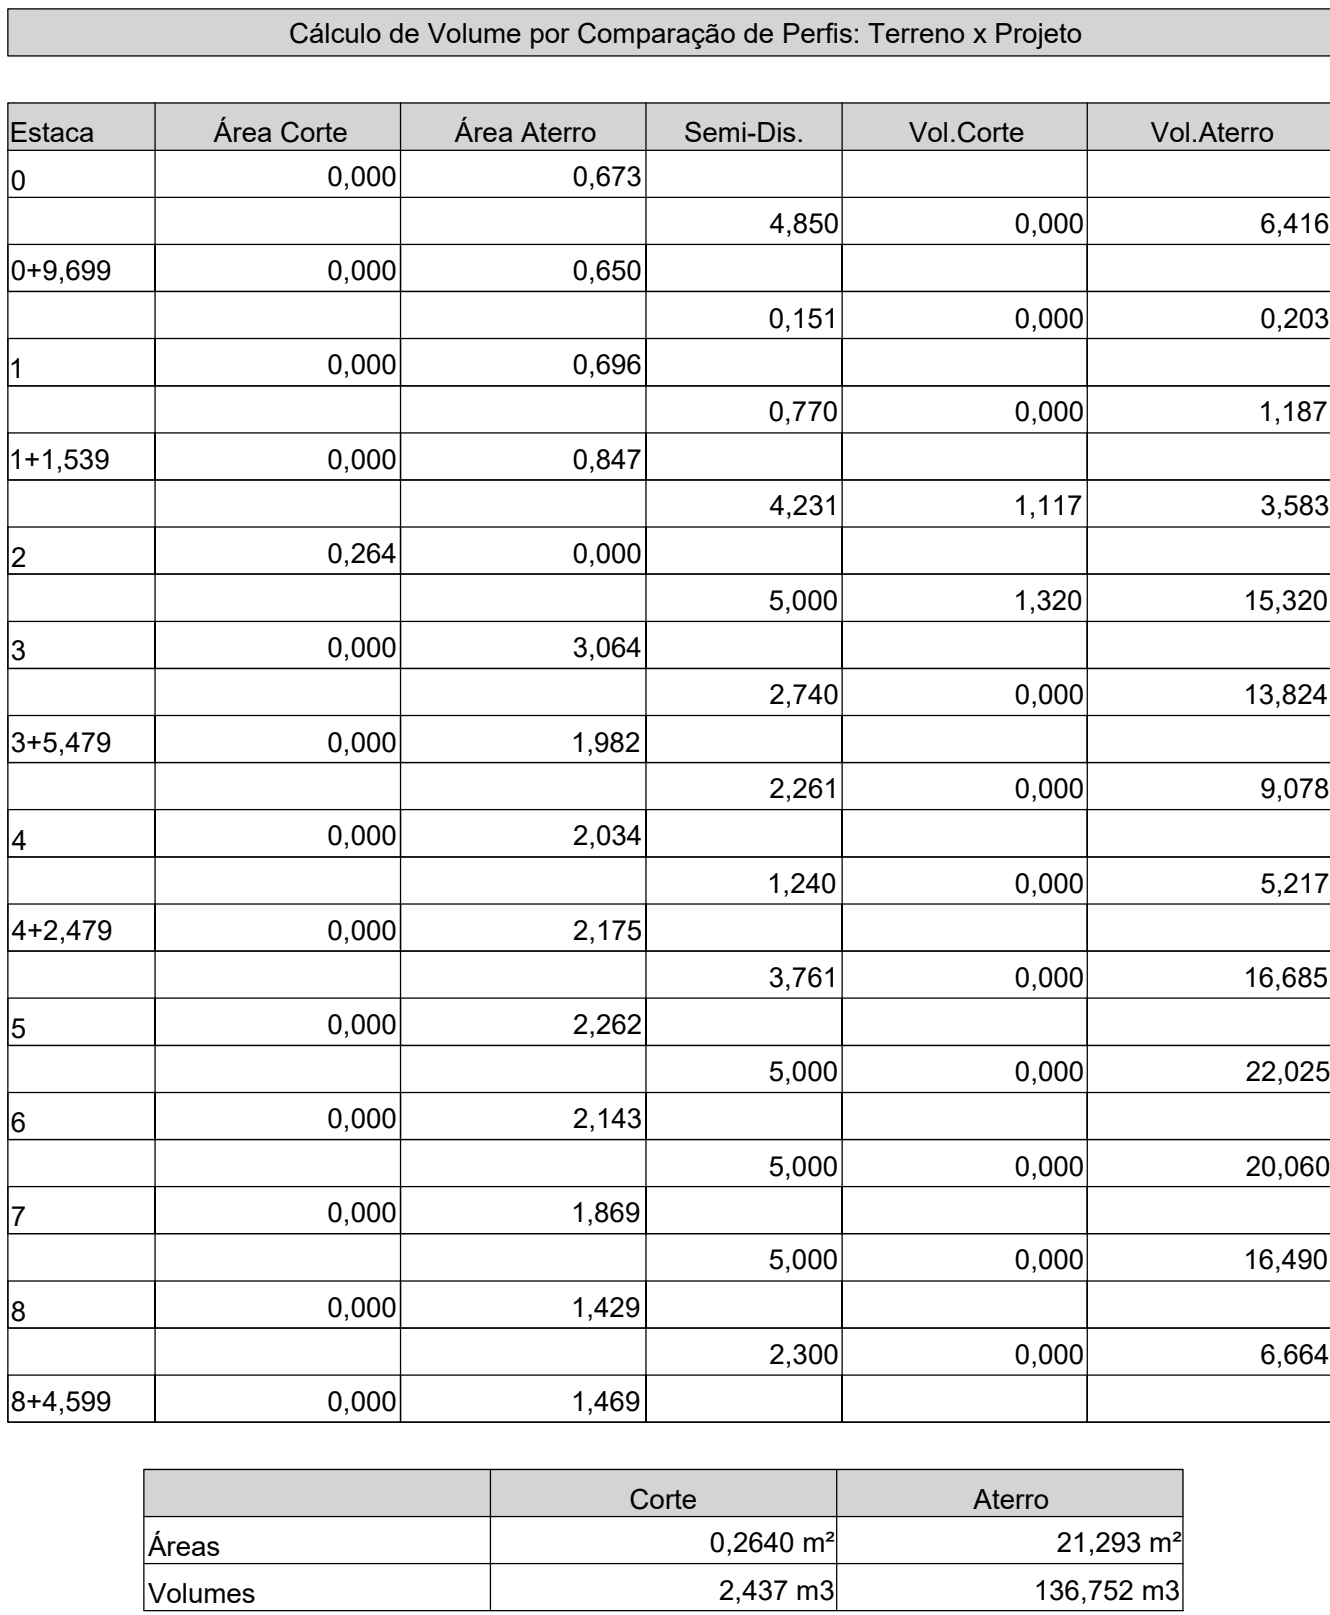 Cálculo de Volume por Comparação de Perfis: Terreno x Projeto
Estaca Área Corte Área Aterro Semi-Dis. Vol.Corte Vol.Aterro
0 0,000 0,673
4,850 0,000 6,416
0+9,699 0,000 0,650
0,151 0,000 0,203
1 0,000 0,696
0,770 0,000 1,187
1+1,539 0,000 0,847
4,231 1,117 3,583
2 0,264 0,000
5,000 1,320 15,320
3 0,000 3,064
2,740 0,000 13,824
3+5,479 0,000 1,982
2,261 0,000 9,078
4 0,000 2,034
1,240 0,000 5,217
4+2,479 0,000 2,175
3,761 0,000 16,685
5 0,000 2,262
5,000 0,000 22,025
6 0,000 2,143
5,000 0,000 20,060
7 0,000 1,869
5,000 0,000 16,490
8 0,000 1,429
2,300 0,000 6,664
8+4,599 0,000 1,469
Corte Aterro
Áreas 0,2640 m² 21,293 m²
Volumes 2,437 m3 136,752 m3